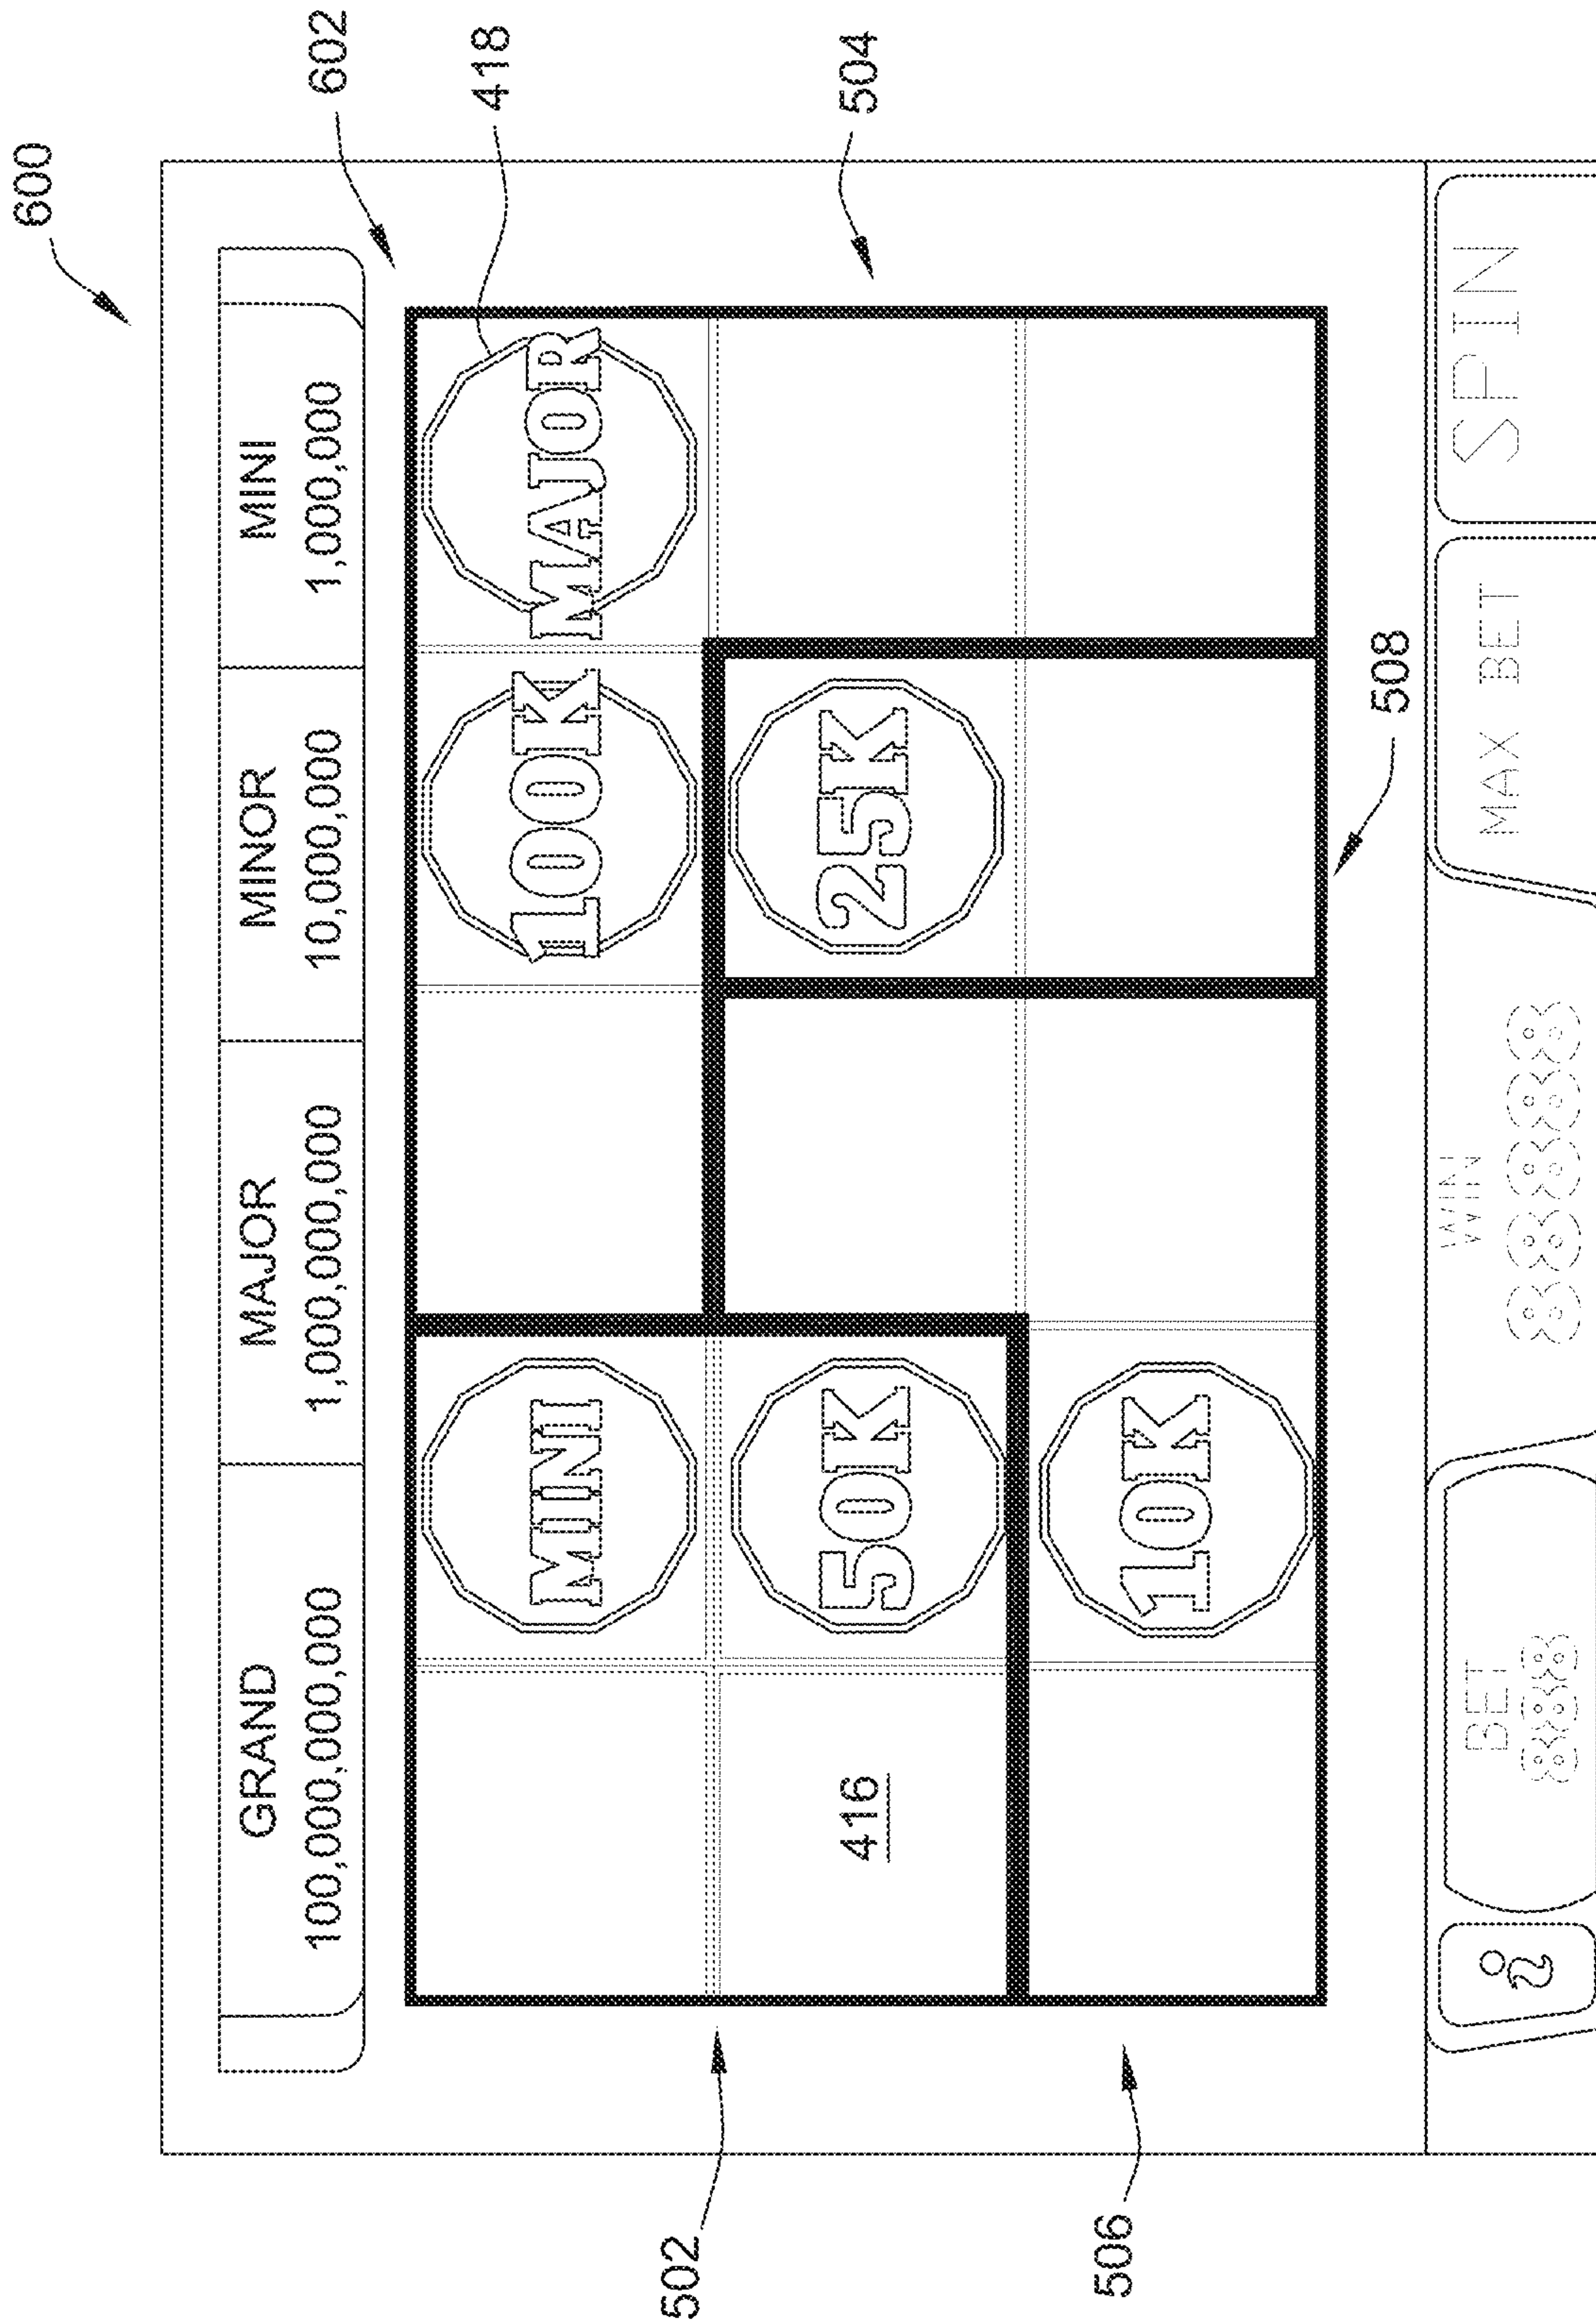 600
602
GRAND
MAJOR
MINOR
MINI
100,000,000,000
1,000,000,000
10,000,000
1,000,000
418
MINI
100K
MAJOR
502
504
416
50K
25K
506
10K
508
BET
888
WIN
WIN
88888
MAX BET
SPIN
i